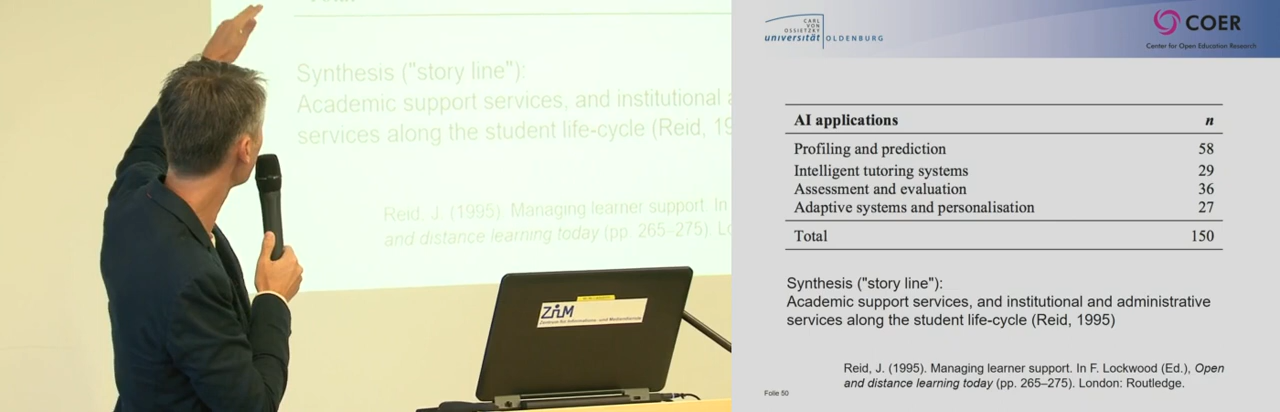 Synthesis ("story line"):
Academic support services, and institutional
services along the student life-cycle (Reid, 19
Reid, J. (1995). Managing learner support. In
and distance learning today (pp. 265–275). Lo
ZiM
Zentrum für Informations- und Mediendienste
CARL
VON
OSSIETZKY
universität OLDENBURG
COER
Center for Open Education Research
AI applications n
Profiling and prediction 58
Intelligent tutoring systems 29
Assessment and evaluation 36
Adaptive systems and personalisation 27
Total 150
Synthesis ("story line"):
Academic support services, and institutional and administrative
services along the student life-cycle (Reid, 1995)
Reid, J. (1995). Managing learner support. In F. Lockwood (Ed.), Open
and distance learning today (pp. 265–275). London: Routledge.
Folie 50